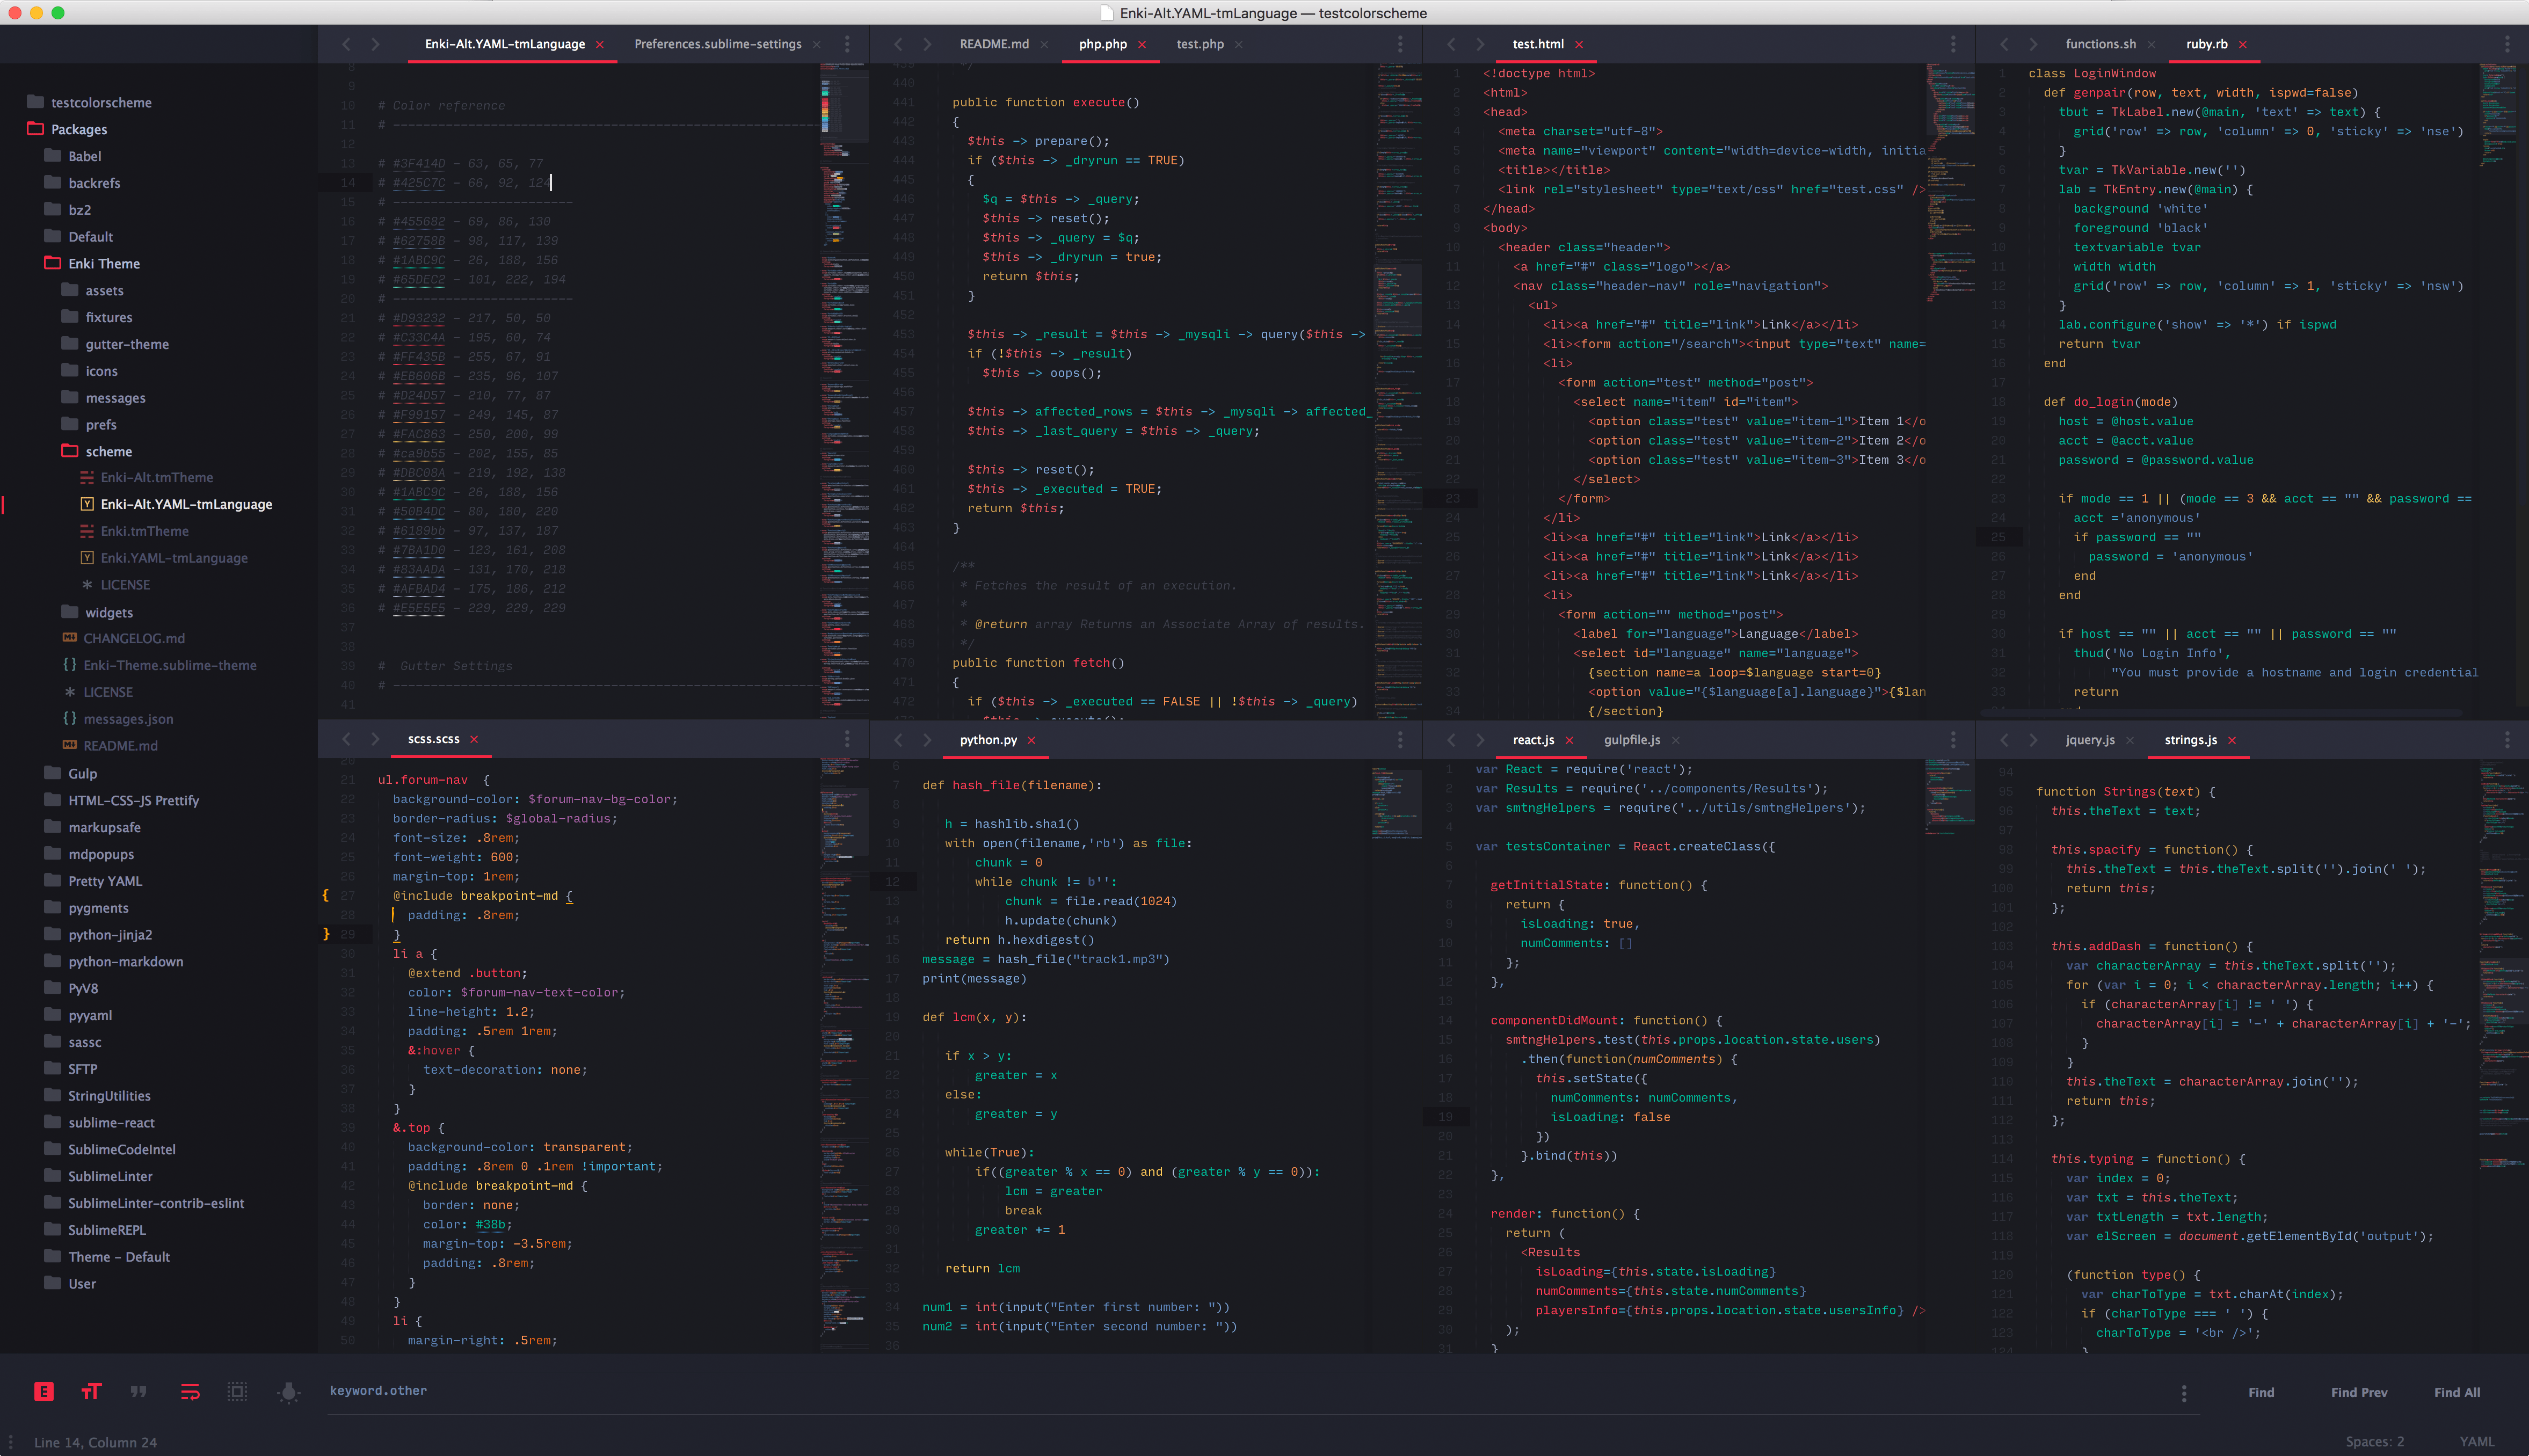 Enki-Alt.YAML-tmLanguage — testcolorscheme
testcolorscheme
Packages
Babel
backrefs
bz2
Default
Enki Theme
assets
fixtures
gutter-theme
icons
messages
prefs
scheme
Enki-Alt.tmTheme
Enki-Alt.YAML-tmLanguage
Enki.tmTheme
Enki.YAML-tmLanguage
LICENSE
widgets
CHANGELOG.md
Enki-Theme.sublime-theme
LICENSE
messages.json
README.md
Gulp
HTML-CSS-JS Prettify
markupsafe
mdpopups
Pretty YAML
pygments
python-jinja2
python-markdown
PyV8
pyyaml
sassc
SFTP
StringUtilities
sublime-react
SublimeCodeIntel
SublimeLinter
SublimeLinter-contrib-eslint
SublimeREPL
Theme - Default
User
Enki-Alt.YAML-tmLanguage Preferences.sublime-settings
8
9
10 # Color reference
11 # ---------------------------------------------------------
12
13 # #3F414D - 63, 65, 77
14 # #425C7C - 66, 92, 124
15 # ------------------------
16 # #455682 - 69, 86, 130
17 # #62758B - 98, 117, 139
18 # #1ABC9C - 26, 188, 156
19 # #65DEC2 - 101, 222, 194
20 # ------------------------
21 # #D93232 - 217, 50, 50
22 # #C33C4A - 195, 60, 74
23 # #FF435B - 255, 67, 91
24 # #EB606B - 235, 96, 107
25 # #D24D57 - 210, 77, 87
26 # #F99157 - 249, 145, 87
27 # #FAC863 - 250, 200, 99
28 # #ca9b55 - 202, 155, 85
29 # #DBC08A - 219, 192, 138
30 # #1ABC9C - 26, 188, 156
31 # #50B4DC - 80, 180, 220
32 # #6189bb - 97, 137, 187
33 # #7BA1D0 - 123, 161, 208
34 # #83AADA - 131, 170, 218
35 # #AFBAD4 - 175, 186, 212
36 # #E5E5E5 - 229, 229, 229
37
38
39 #  Gutter Settings
40 # ---------------------------------------------------------
41
README.md php.php test.php
440
441 public function execute()
442 {
443 $this -> prepare();
444 if ($this -> _dryrun == TRUE)
445 {
446 $q = $this -> _query;
447 $this -> reset();
448 $this -> _query = $q;
449 $this -> _dryrun = true;
450 return $this;
451 }
452
453 $this -> _result = $this -> _mysqli -> query($this ->
454 if (!$this -> _result)
455 $this -> oops();
456
457 $this -> affected_rows = $this -> _mysqli -> affected_
458 $this -> _last_query = $this -> _query;
459
460 $this -> reset();
461 $this -> _executed = TRUE;
462 return $this;
463 }
464
465 /**
466 * Fetches the result of an execution.
467 *
468 * @return array Returns an Associate Array of results.
469 */
470 public function fetch()
471 {
472 if ($this -> _executed == FALSE || !$this -> _query)
test.html
1 <!doctype html>
2 <html>
3 <head>
4 <meta charset="utf-8">
5 <meta name="viewport" content="width=device-width, initia
6 <title></title>
7 <link rel="stylesheet" type="text/css" href="test.css" />
8 </head>
9 <body>
10 <header class="header">
11 <a href="#" class="logo"></a>
12 <nav class="header-nav" role="navigation">
13 <ul>
14 <li><a href="#" title="link">Link</a></li>
15 <li><form action="/search"><input type="text" name=
16 <li>
17 <form action="test" method="post">
18 <select name="item" id="item">
19 <option class="test" value="item-1">Item 1</o
20 <option class="test" value="item-2">Item 2</o
21 <option class="test" value="item-3">Item 3</o
22 </select>
23 </form>
24 </li>
25 <li><a href="#" title="link">Link</a></li>
26 <li><a href="#" title="link">Link</a></li>
27 <li><a href="#" title="link">Link</a></li>
28 <li>
29 <form action="" method="post">
30 <label for="language">Language</label>
31 <select id="language" name="language">
32 {section name=a loop=$language start=0}
33 <option value="{$language[a].language}">{$lan
34 {/section}
functions.sh ruby.rb
1 class LoginWindow
2 def genpair(row, text, width, ispwd=false)
3 tbut = TkLabel.new(@main, 'text' => text) {
4 grid('row' => row, 'column' => 0, 'sticky' => 'nse')
5 }
6 tvar = TkVariable.new('')
7 lab = TkEntry.new(@main) {
8 background 'white'
9 foreground 'black'
10 textvariable tvar
11 width width
12 grid('row' => row, 'column' => 1, 'sticky' => 'nsw')
13 }
14 lab.configure('show' => '*') if ispwd
15 return tvar
16 end
17
18 def do_login(mode)
19 host = @host.value
20 acct = @acct.value
21 password = @password.value
22
23 if mode == 1 || (mode == 3 && acct == "" && password ==
24 acct ='anonymous'
25 if password == ""
26 password = 'anonymous'
27 end
28 end
29
30 if host == "" || acct == "" || password == ""
31 thud('No Login Info',
32 "You must provide a hostname and login credential
33 return
scss.scss
20
21 ul.forum-nav  {
22 background-color: $forum-nav-bg-color;
23 border-radius: $global-radius;
24 font-size: .8rem;
25 font-weight: 600;
26 margin-top: 1rem;
27 @include breakpoint-md {
28 padding: .8rem;
29 }
30 li a {
31 @extend .button;
32 color: $forum-nav-text-color;
33 line-height: 1.2;
34 padding: .5rem 1rem;
35 &:hover {
36 text-decoration: none;
37 }
38 }
39 &.top {
40 background-color: transparent;
41 padding: .8rem 0 .1rem !important;
42 @include breakpoint-md {
43 border: none;
44 color: #38b;
45 margin-top: -3.5rem;
46 padding: .8rem;
47 }
48 }
49 li {
50 margin-right: .5rem;
python.py
6
7 def hash_file(filename):
8
9 h = hashlib.sha1()
10 with open(filename,'rb') as file:
11 chunk = 0
12 while chunk != b'':
13 chunk = file.read(1024)
14 h.update(chunk)
15 return h.hexdigest()
16 message = hash_file("track1.mp3")
17 print(message)
18
19 def lcm(x, y):
20
21 if x > y:
22 greater = x
23 else:
24 greater = y
25
26 while(True):
27 if((greater % x == 0) and (greater % y == 0)):
28 lcm = greater
29 break
30 greater += 1
31
32 return lcm
33
34 num1 = int(input("Enter first number: "))
35 num2 = int(input("Enter second number: "))
36
react.js gulpfile.js
1 var React = require('react');
2 var Results = require('../components/Results');
3 var smtngHelpers = require('../utils/smtngHelpers');
4
5 var testsContainer = React.createClass({
6
7 getInitialState: function() {
8 return {
9 isLoading: true,
10 numComments: []
11 };
12 },
13
14 componentDidMount: function() {
15 smtngHelpers.test(this.props.location.state.users)
16 .then(function(numComments) {
17 this.setState({
18 numComments: numComments,
19 isLoading: false
20 })
21 }.bind(this))
22 },
23
24 render: function() {
25 return (
26 <Results
27 isLoading={this.state.isLoading}
28 numComments={this.state.numComments}
29 playersInfo={this.props.location.state.usersInfo} />
30 );
31 }
jquery.js strings.js
94
95 function Strings(text) {
96 this.theText = text;
97
98 this.spacify = function() {
99 this.theText = this.theText.split('').join(' ');
100 return this;
101 };
102
103 this.addDash = function() {
104 var characterArray = this.theText.split('');
105 for (var i = 0; i < characterArray.length; i++) {
106 if (characterArray[i] != ' ') {
107 characterArray[i] = '-' + characterArray[i] + '-';
108 }
109 }
110 this.theText = characterArray.join('');
111 return this;
112 };
113
114 this.typing = function() {
115 var index = 0;
116 var txt = this.theText;
117 var txtLength = txt.length;
118 var elScreen = document.getElementById('output');
119
120 (function type() {
121 var charToType = txt.charAt(index);
122 if (charToType === ' ') {
123 charToType = '<br />';
124 }
keyword.other
Find Find Prev Find All
Line 14, Column 24
Spaces: 2 YAML